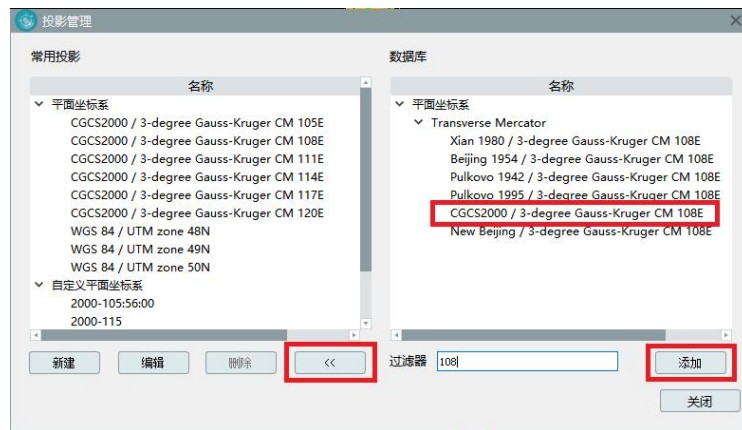 投影管理
常用投影
名称
平面坐标系
CGCS2000 / 3-degree Gauss-Kruger CM 105E
CGCS2000 / 3-degree Gauss-Kruger CM 108E
CGCS2000 / 3-degree Gauss-Kruger CM 111E
CGCS2000 / 3-degree Gauss-Kruger CM 114E
CGCS2000 / 3-degree Gauss-Kruger CM 117E
CGCS2000 / 3-degree Gauss-Kruger CM 120E
WGS 84 / UTM zone 48N
WGS 84 / UTM zone 49N
WGS 84 / UTM zone 50N
自定义平面坐标系
2000-105:56:00
2000-115
新建 编辑 删除 <<
数据库
名称
平面坐标系
Transverse Mercator
Xian 1980 / 3-degree Gauss-Kruger CM 108E
Beijing 1954 / 3-degree Gauss-Kruger CM 108E
Pulkovo 1942 / 3-degree Gauss-Kruger CM 108E
Pulkovo 1995 / 3-degree Gauss-Kruger CM 108E
CGCS2000 / 3-degree Gauss-Kruger CM 108E
New Beijing / 3-degree Gauss-Kruger CM 108E
过滤器 108 添加
关闭